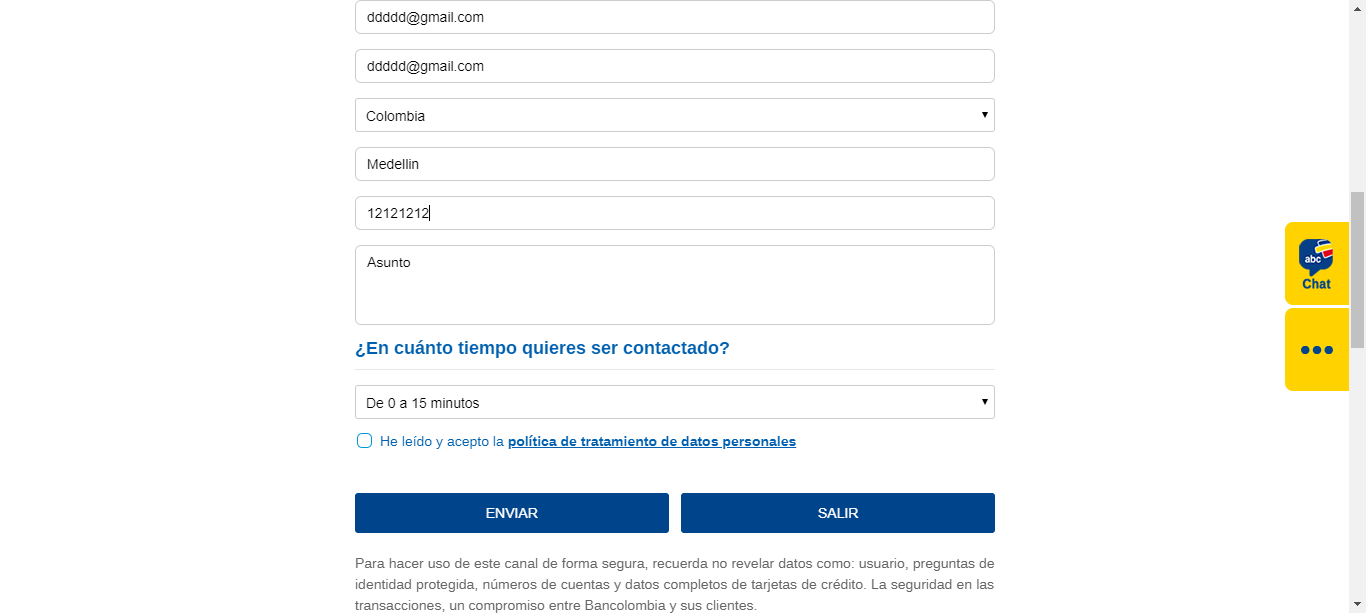 ddddd@gmail.com
ddddd@gmail.com
Colombia
Medellin
12121212
Asunto
¿En cuánto tiempo quieres ser contactado?
De 0 a 15 minutos
He leído y acepto la política de tratamiento de datos personales
ENVIAR
SALIR
Para hacer uso de este canal de forma segura, recuerda no revelar datos como: usuario, preguntas de
identidad protegida, números de cuentas y datos completos de tarjetas de crédito. La seguridad en las
transacciones, un compromiso entre Bancolombia y sus clientes.
abc
Chat